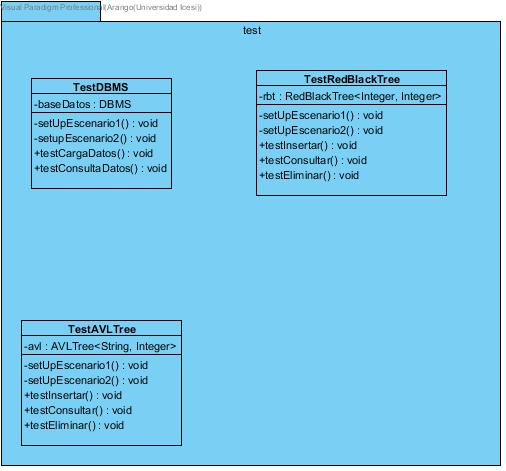 Visual Paradigm Professional(Arango(Universidad Icesi))
test
TestDBMS
-baseDatos : DBMS
-setUpEscenario1() : void
-setupEscenario2() : void
+testCargaDatos() : void
+testConsultaDatos() : void
TestRedBlackTree
-rbt : RedBlackTree<Integer, Integer>
-setUpEscenario1() : void
-setUpEscenario2() : void
+testInsertar() : void
+testConsultar() : void
+testEliminar() : void
TestAVLTree
-avl : AVLTree<String, Integer>
-setUpEscenario1() : void
-setUpEscenario2() : void
+testInsertar() : void
+testConsultar() : void
+testEliminar() : void